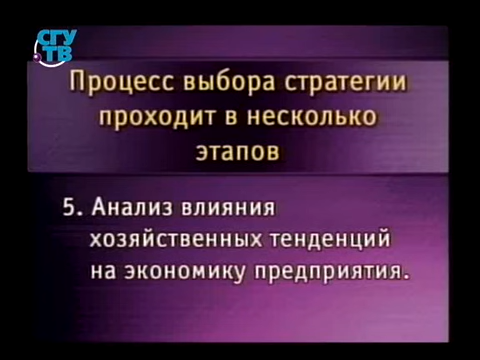 СГУ
ТВ
Процесс выбора стратегии
проходит в несколько
этапов
5. Анализ влияния
хозяйственных тенденций
на экономику предприятия.